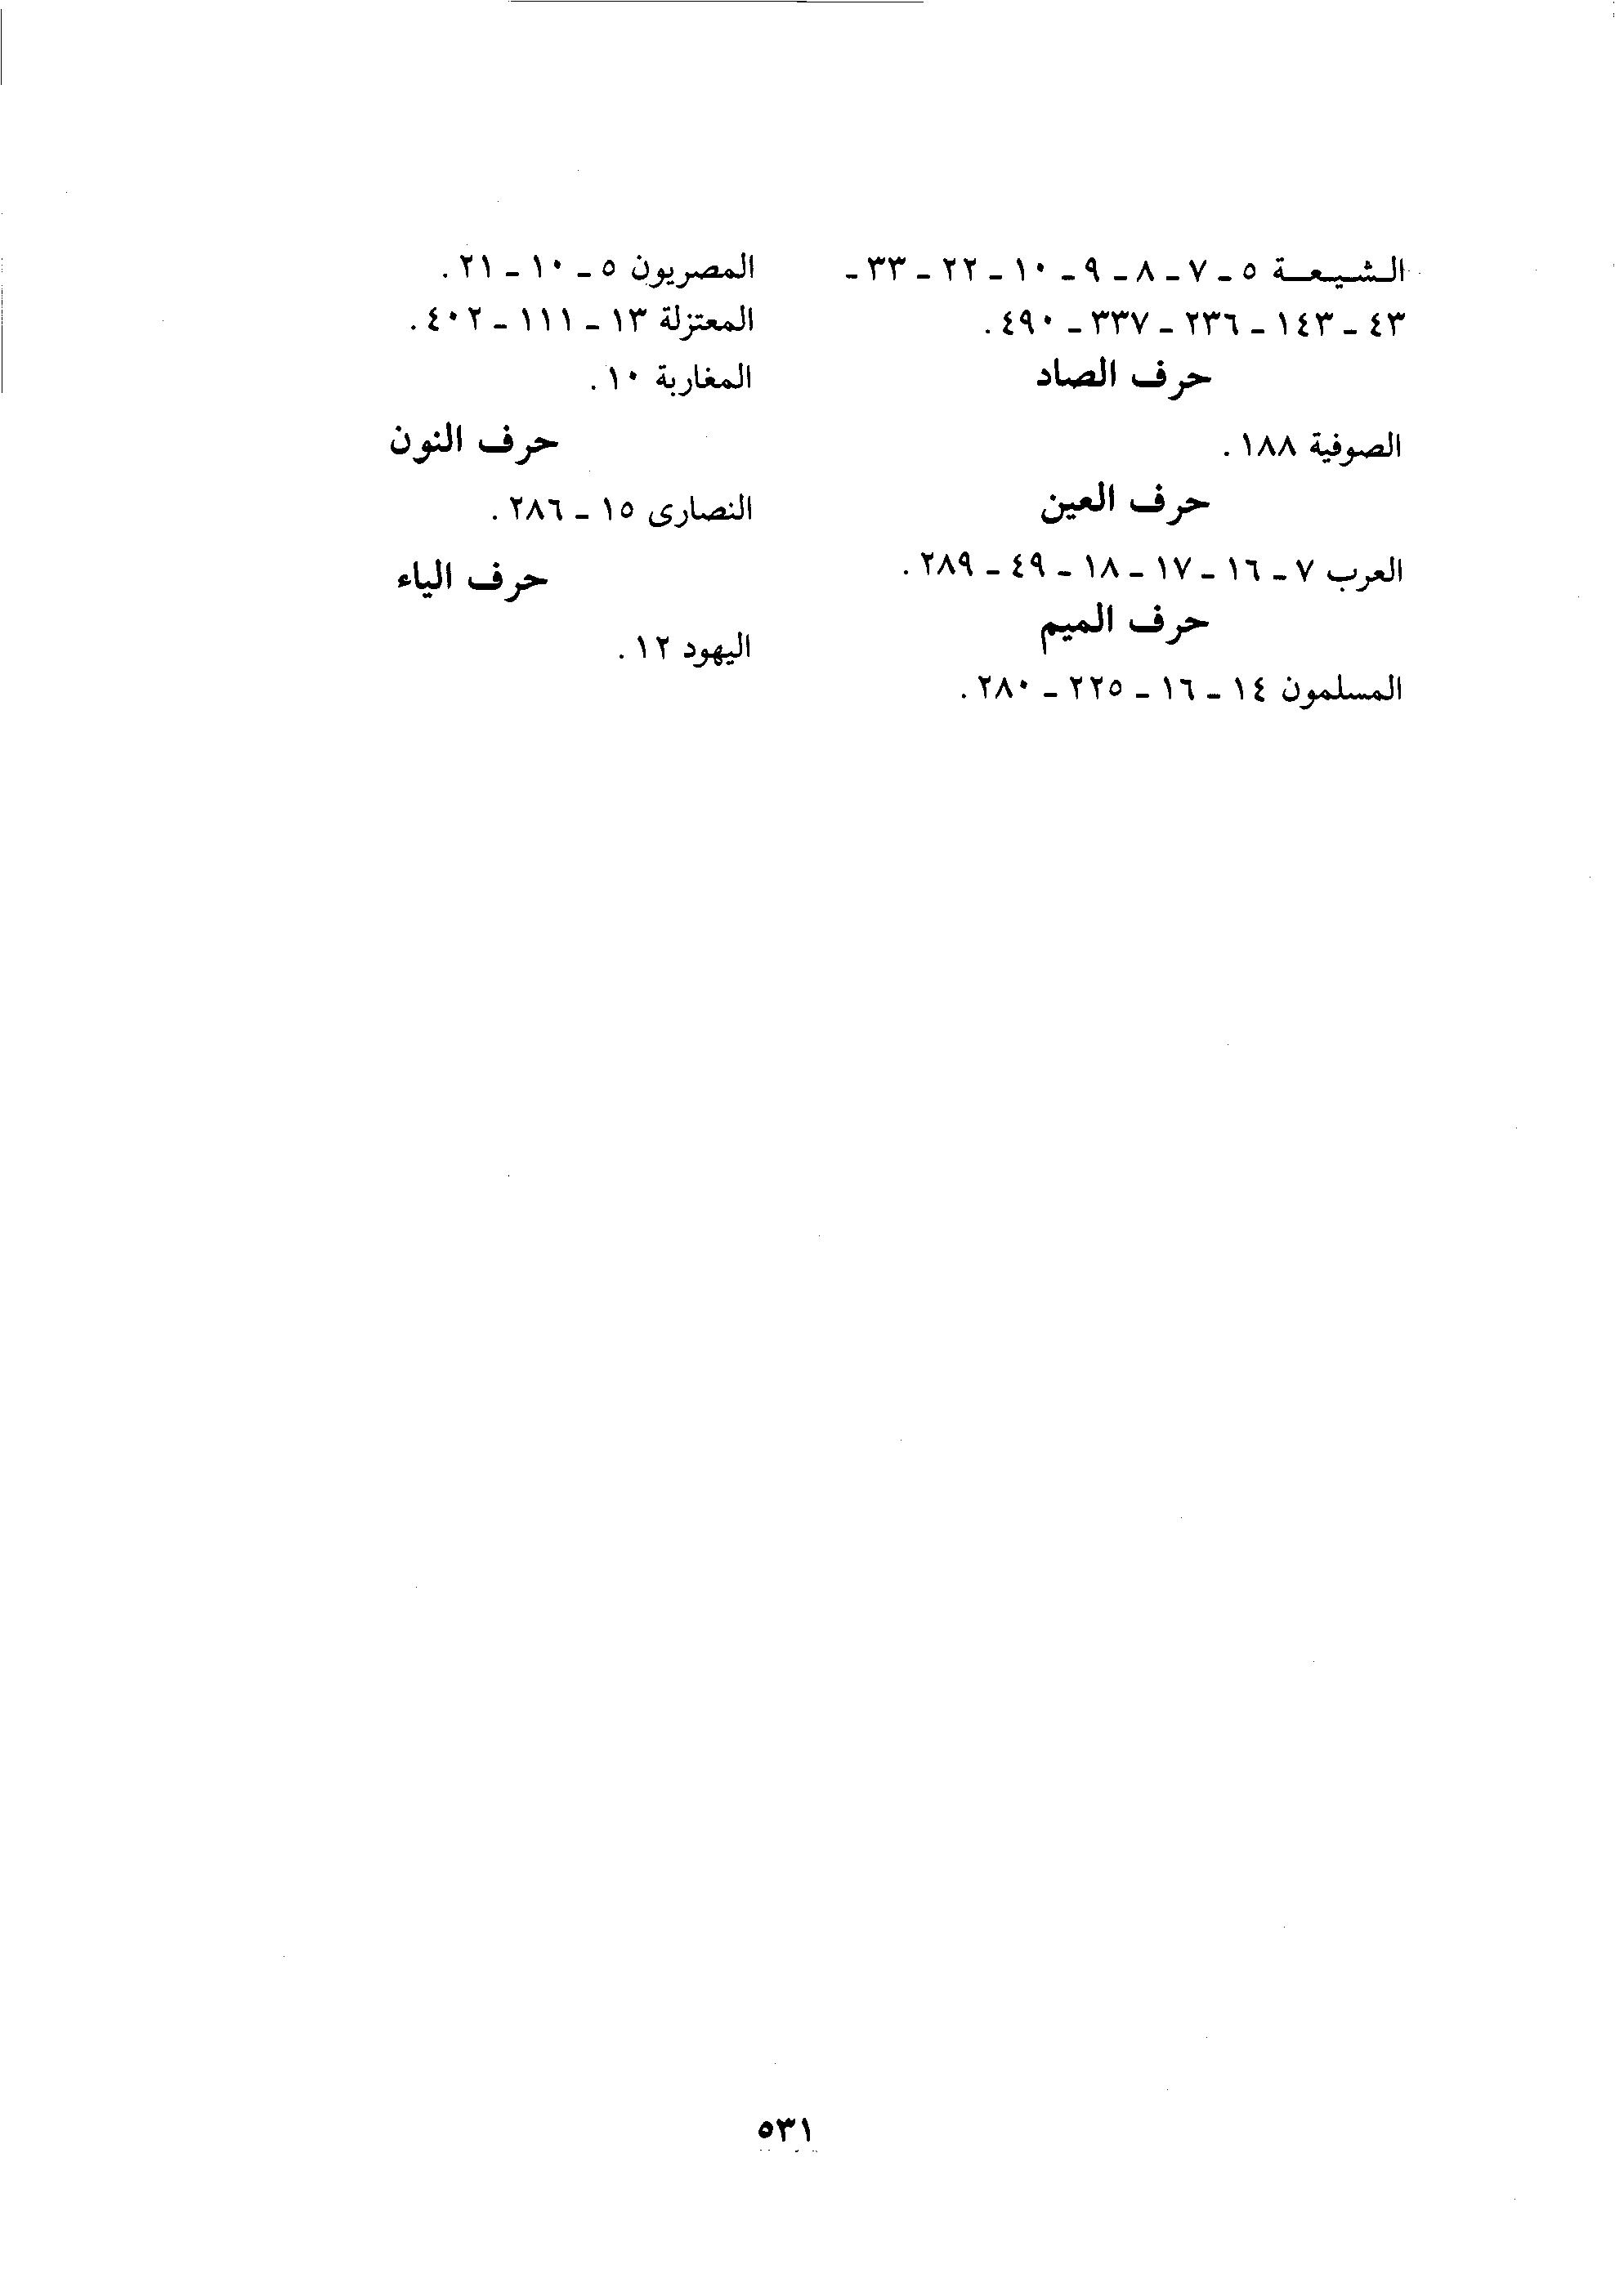 الشيعة ٥ - ٧ - ٨ - ٩ - ١٠ - ٢٢ - ٣٣ -
٤٣ - ١٤٣ - ٢٣٦ - ٣٣٧ - ٤٩٠ .
حرف الصاد
الصوفية ١٨٨ .
حرف العين
العرب ٧ - ١٦ - ١٧ - ١٨ - ٤٩ - ٢٨٩ .
حرف الميم
المسلمون ١٤ - ١٦ - ٢٢٥ - ٢٨٠ .
المصريون ٥ - ١٠ - ٢١ .
المعتزلة ١٣ - ١١١ - ٤٠٢ .
المغاربة ١٠ .
حرف النون
النصارى ١٥ - ٢٨٦ .
حرف الياء
اليهود ١٢ .
٥٣١